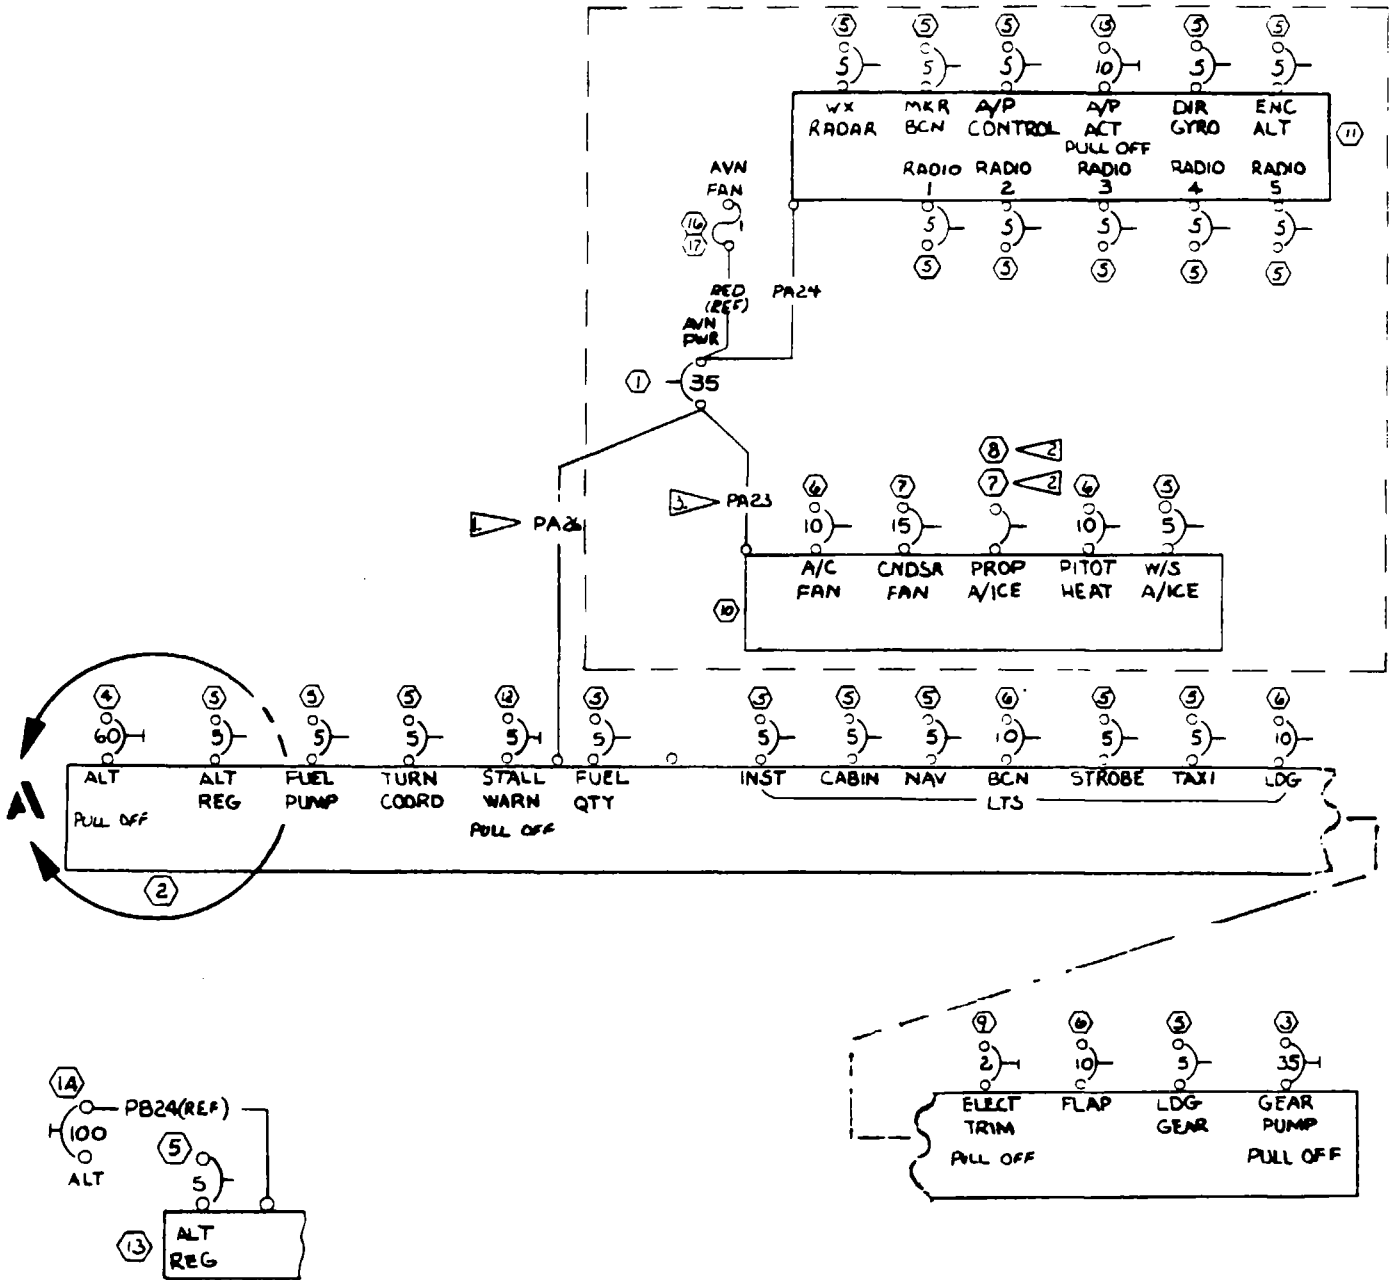 5 5 5 15 5 5
5 5 5 10 5 5
WX MKR A/P A/P DIR ENC
RADAR BCN CONTROL ACT GYRO ALT
PULL OFF
11
RADIO RADIO RADIO RADIO RADIO
1 2 3 4 5
5 5 5 5 5
5 5 5 5 5
AVN
FAN
16
17
1
RED
(REF)
PA24
AVN
PWR
1 35
8 2
7 2
1. PA26
3. PA23
6 7 6 5
10 15 10 5
A/C CNDSR PROP PITOT W/S
FAN FAN A/ICE HEAT A/ICE
10
4 5 5 5 12 5 5 5 5 6 5 5 6
60 5 5 5 5 5 5 5 5 10 5 5 10
ALT ALT FUEL TURN STALL FUEL INST CABIN NAV BCN STROBE TAXI LDG
REG PUMP COORD WARN QTY LTS
PULL OFF PULL OFF
A
2
9 6 5 3
2 10 5 35
ELECT FLAP LDG GEAR
TRIM GEAR PUMP
PULL OFF PULL OFF
14
PB24(REF)
100
ALT
5
5
ALT
REG
13